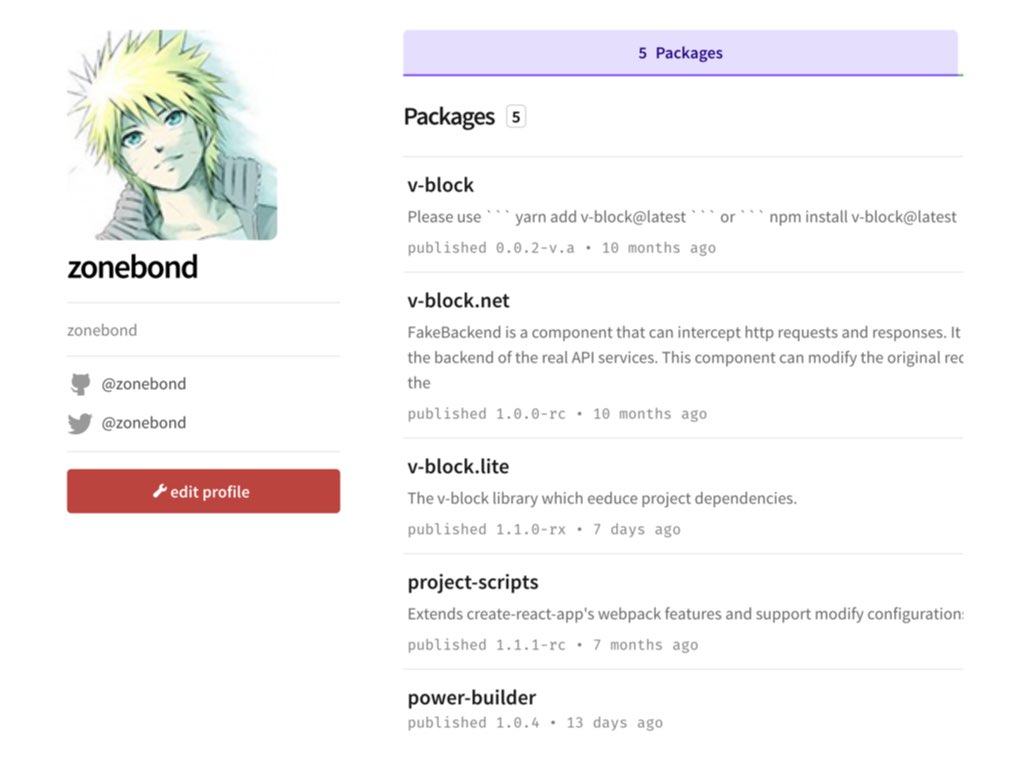 zonebond
zonebond
@zonebond
@zonebond
edit profile
5 Packages
Packages 5
v-block
Please use ``` yarn add v-block@latest ``` or ``` npm install v-block@latest
published 0.0.2-v.a • 10 months ago
v-block.net
FakeBackend is a component that can intercept http requests and responses. It
the backend of the real API services. This component can modify the original
the
published 1.0.0-rc • 10 months ago
v-block.lite
The v-block library which eeduce project dependencies.
published 1.1.0-rx • 7 days ago
project-scripts
Extends create-react-app's webpack features and support modify configurations
published 1.1.1-rc • 7 months ago
power-builder
published 1.0.4 • 13 days ago